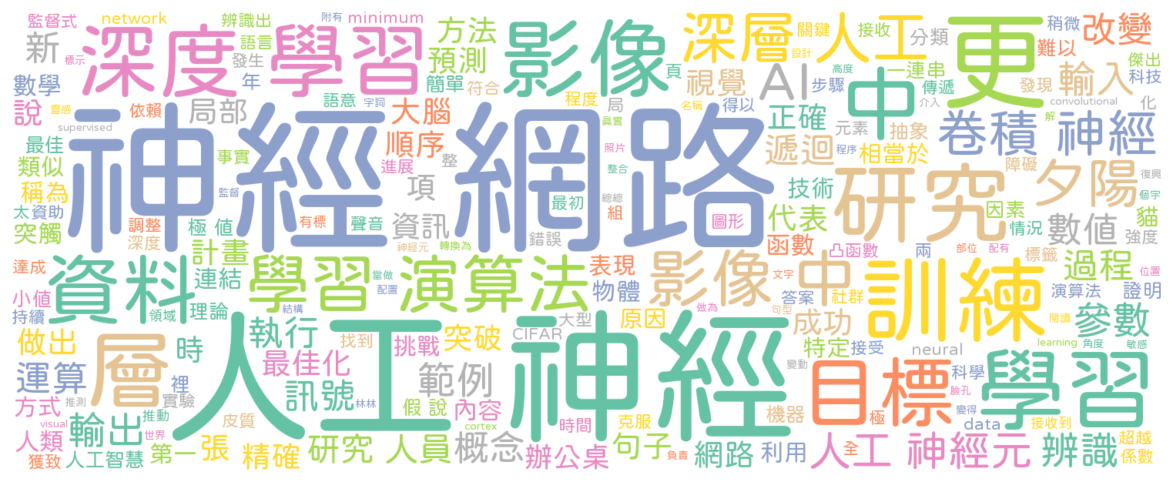 監督式 network 辨識出 附有 minimum
深度 學習 影像 深層 人工 更 改變
新 語言 方法 關鍵 接收 分類 稍微 難以 傑出
標示 發生 預測 設計 一連串 科技
數學 年 簡單 頁 視覺 AI 高度 步驟 傳遞 中 發現 輸入
說 依賴 局部 語意 字詞 大腦 符合 程度 局 名稱 得以 正確 元素 抽象 介入 convolutional 化
靈感 supervised 最佳 神經 網路 順序 真實 照片 卷積 神經 解
類似 事實 進展 整 整合 程序 遞迴 相當於 障礙 復興
稱為 監督 項 最初 總總 技術 研究 夕陽 個字
太 資助 極 值 有標 聲音 資訊 組 圖形 代表 因素 貓
突觸 調整 深度 計畫 神經元 轉換為 錯誤 函數 凸函數 兩 部位 情況 配有 數值 強度
達成 資料 連結 學習 當做 演算法 表現 影像 中 文字 訓練 標籤 過程 位置
小值 持續 領域 理論 結構 配置 物體 做為 答案 社群 演算法 證明
做出 層 時 執行 找到 挑戰 突破 CIFAR 大型 原因 句型 成功 閱讀 參數
運算 裡 最佳化 人工 神經 變動 特定 接受 neural learning 角度 敏感
推測 實驗 訊號 林林 範例 目標 科學 臉孔 學習
方式 推動 皮質 假 說 內容 時間 克服 機器 極 變得 接收到
人類 visual 輸出 世界 cortex 句子 data 超越
獲致 人工智慧 第一 張 精確 研究 人員 概念 辦公桌 負責 網路 利用 人工 全 神經元 辨識 係數